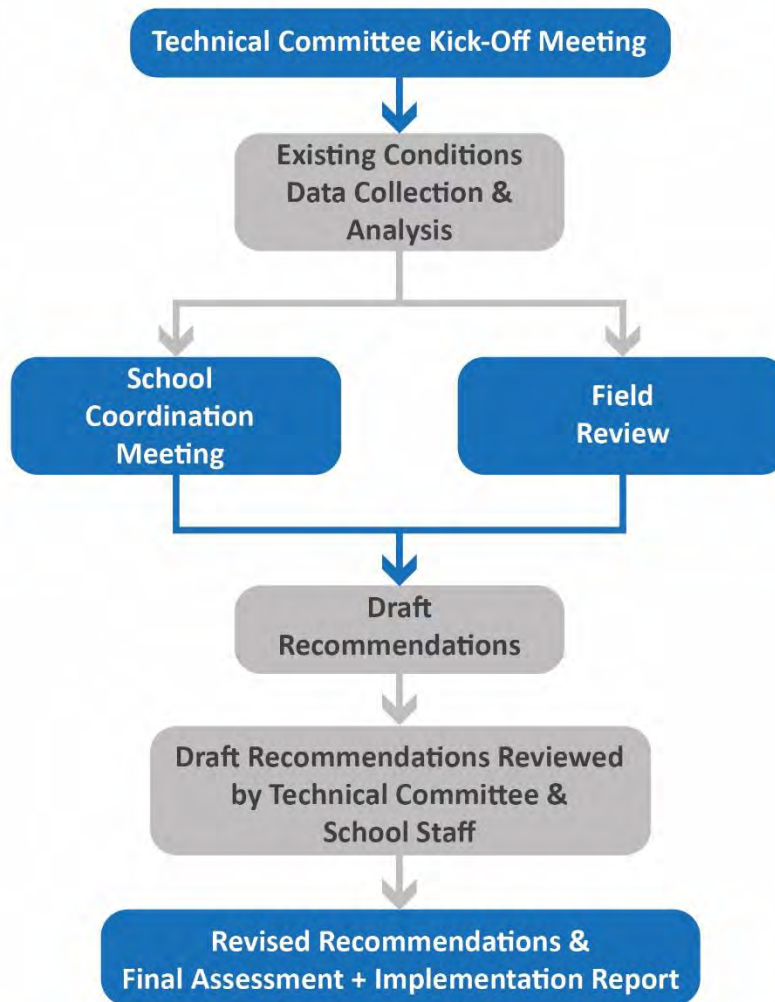 Technical Committee Kick-Off Meeting
Existing Conditions
Data Collection &
Analysis
School
Coordination
Meeting
Field
Review
Draft
Recommendations
Draft Recommendations Reviewed
by Technical Committee &
School Staff
Revised Recommendations &
Final Assessment + Implementation Report